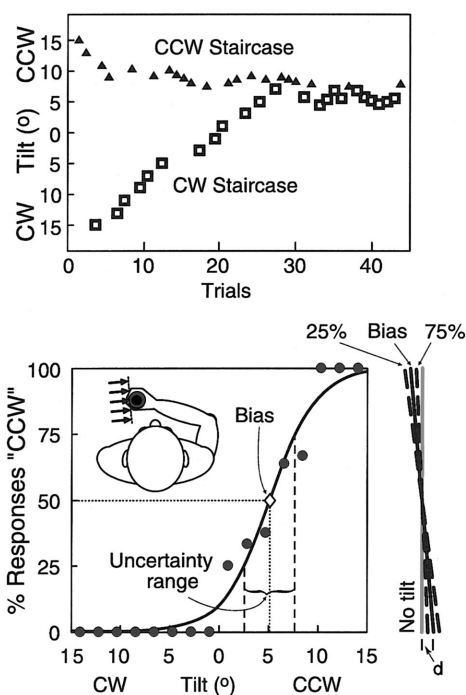 CCW Staircase
CW Staircase
CW Tilt (º) CCW
15
10
5
0
5
10
15
0 10 20 30 40
Trials
25% Bias 75%
% Responses "CCW"
100
75
50
25
0
Bias
Uncertainty
range
No tilt
d
15 10 5 0 5 10 15
CW Tilt (º) CCW